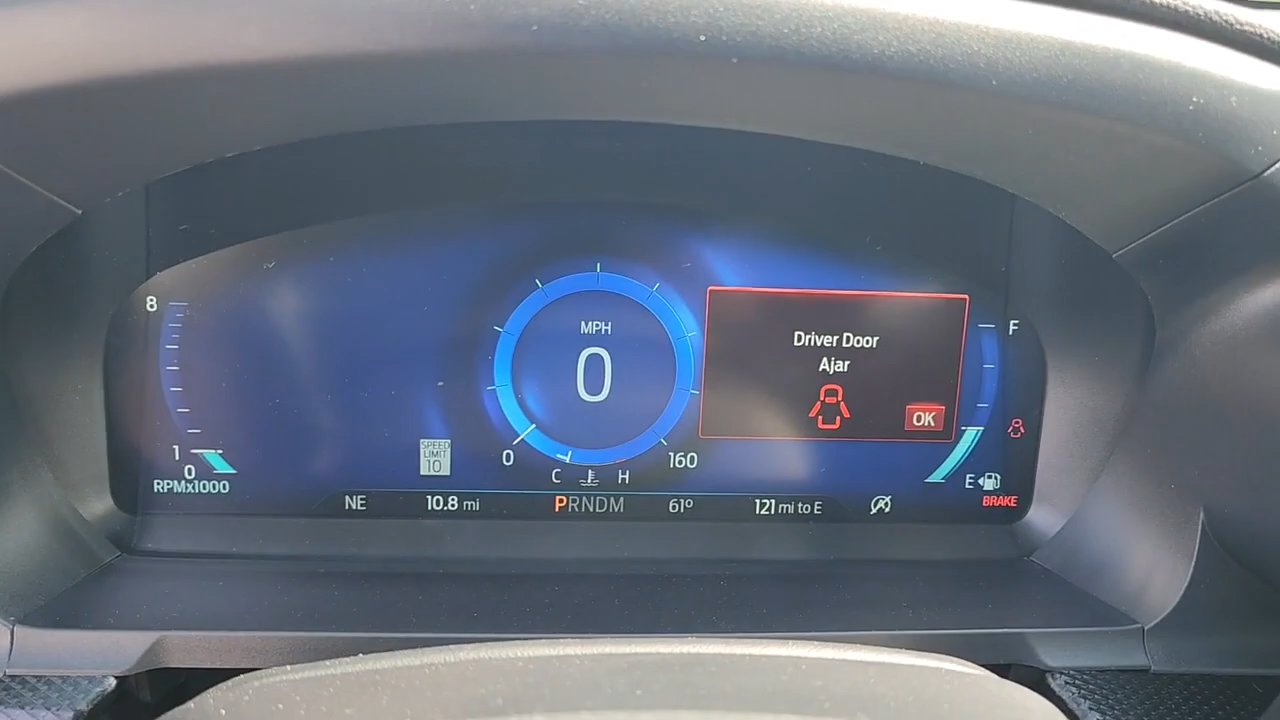 8
1
0
RPMx1000
SPEED
LIMIT
10
MPH
0
0
160
C H
Driver Door
Ajar
OK
F
E
BRAKE
NE 10.8 mi PRNDM 61º 121 mi to E